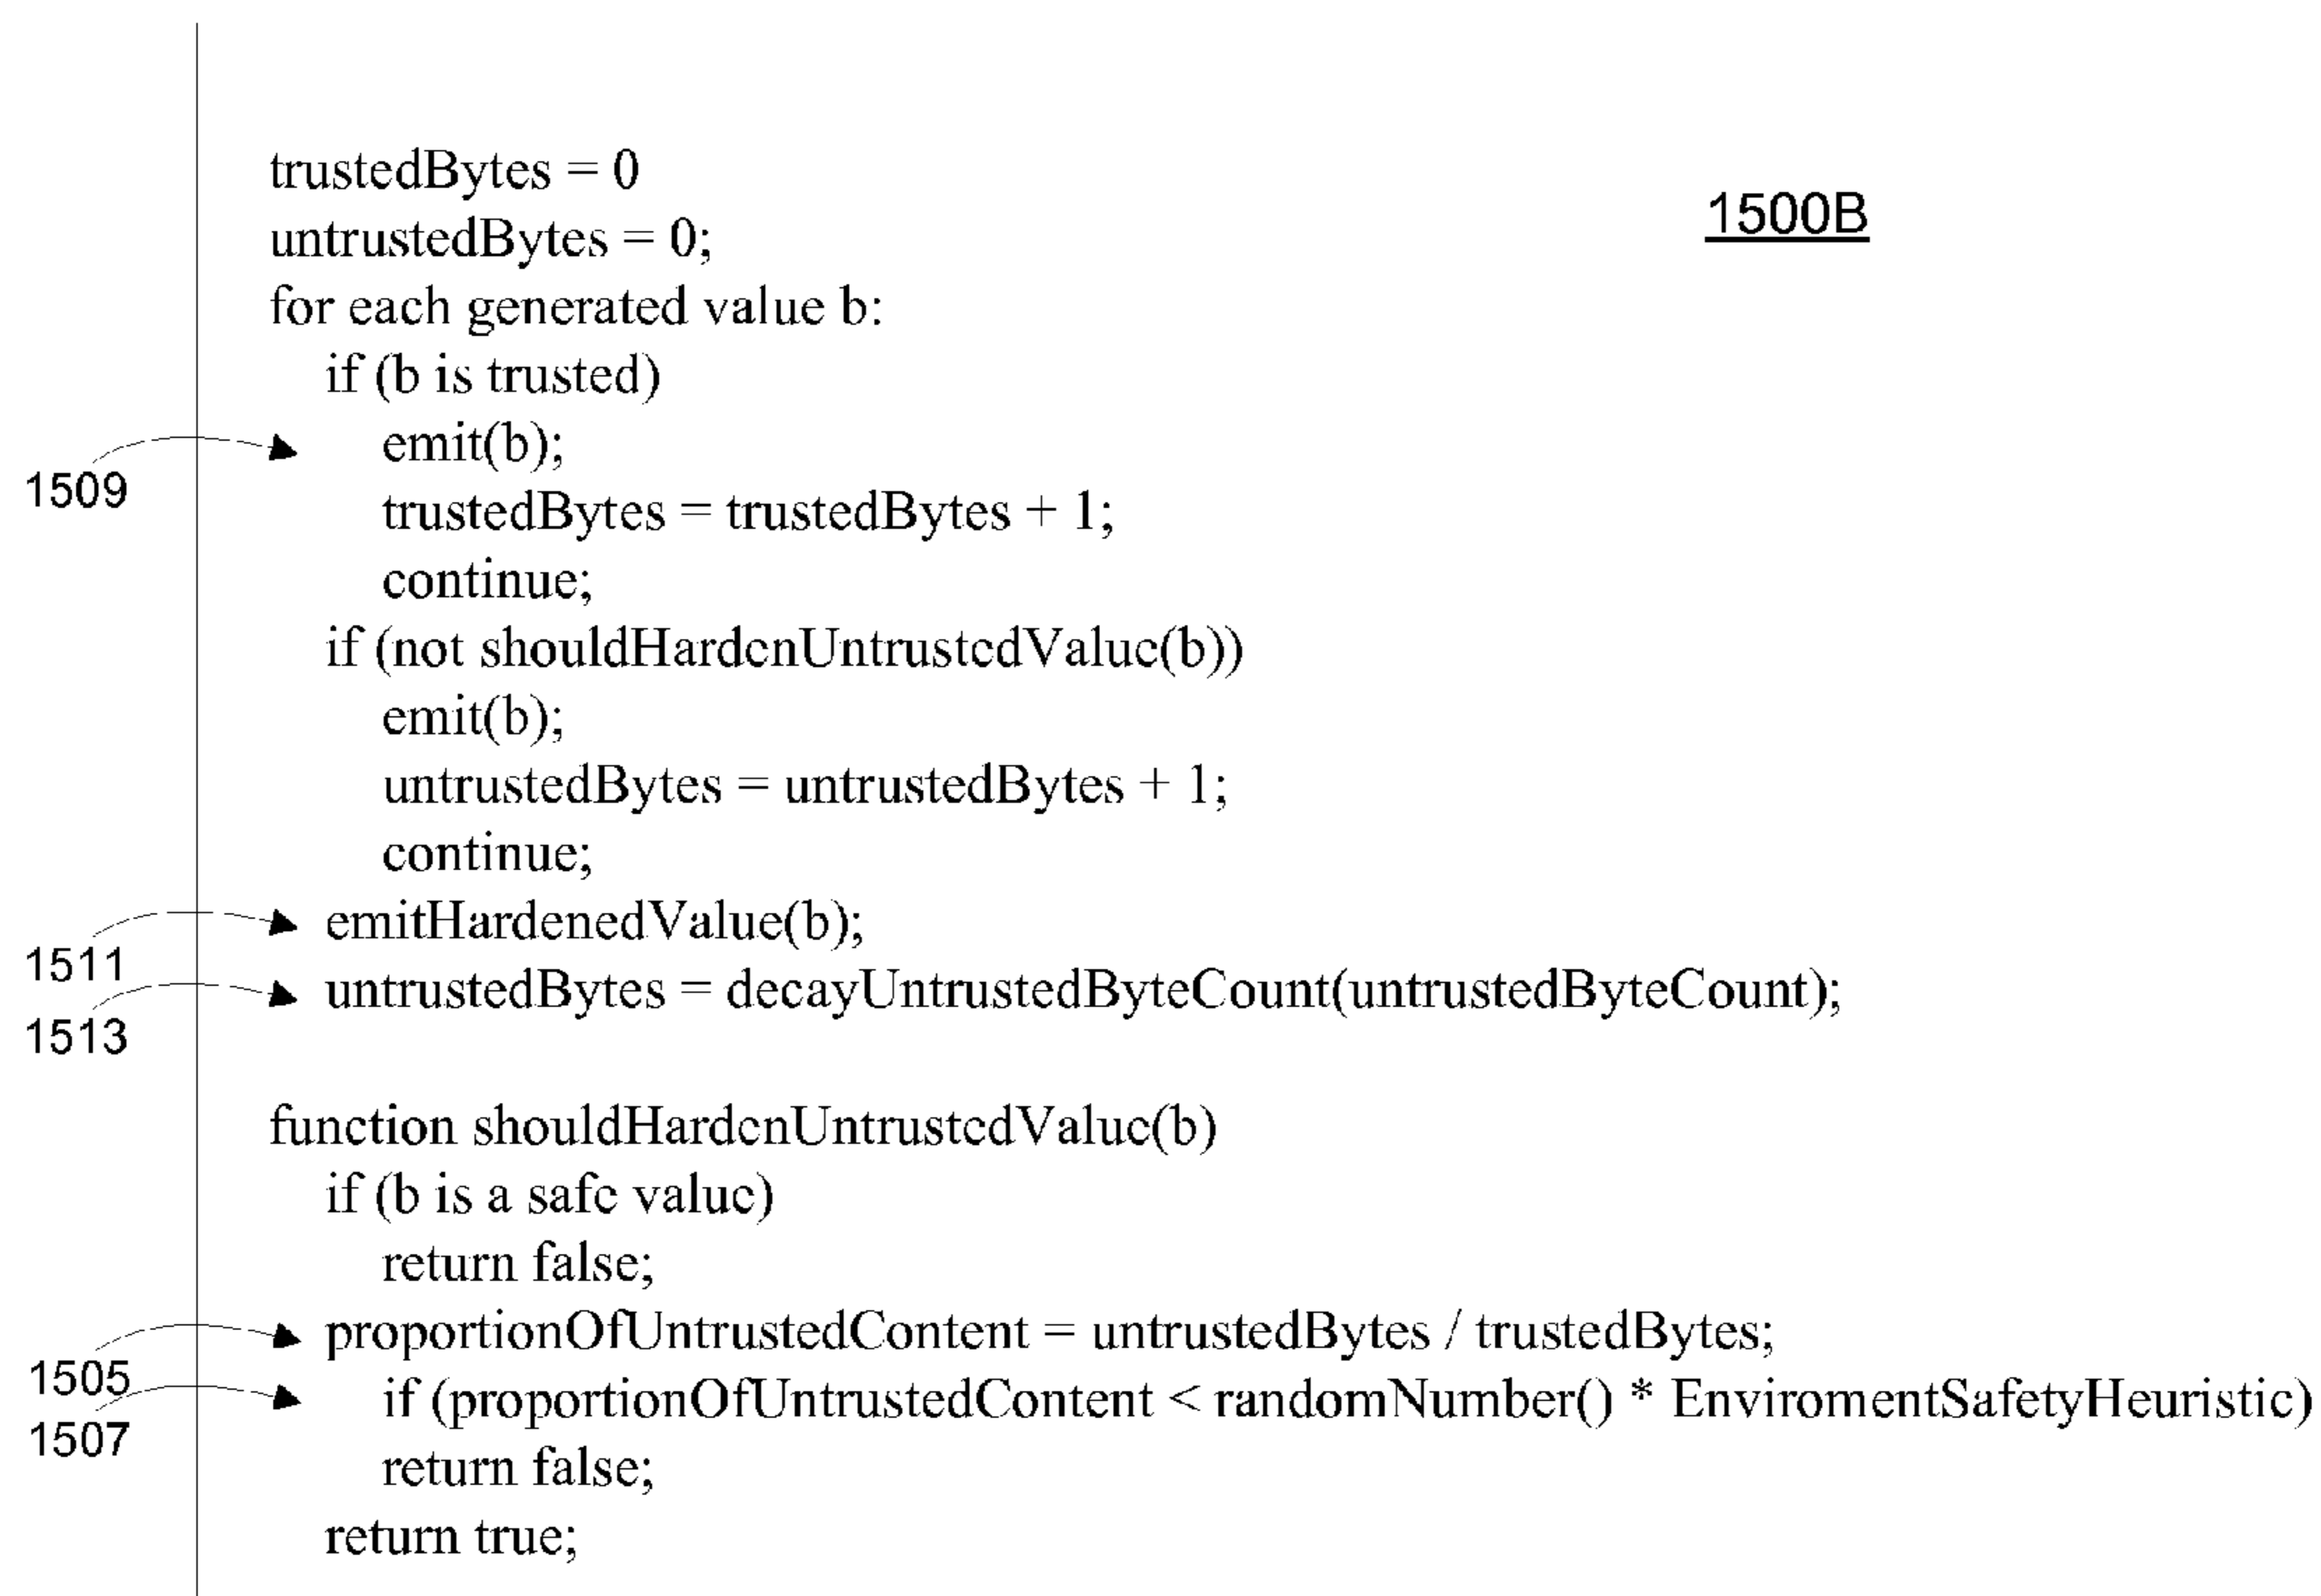 trustedBytes = 0
1500B
untrustedBytes = 0;
for each generated value b:
if (b is trusted)
emit(b);
1509
trustedBytes = trustedBytes + 1;
continue;
if (not shouldHardenUntrustedValue(b))
emit(b);
untrustedBytes = untrustedBytes + 1;
continue;
emitHardenedValue(b);
1511
untrustedBytes = decayUntrustedByteCount(untrustedByteCount);
1513
function shouldHardenUntrustedValue(b)
if (b is a safe value)
return false;
proportionOfUntrustedContent = untrustedBytes / trustedBytes;
1505
if (proportionOfUntrustedContent < randomNumber() * EnviromentSafetyHeuristic)
1507
return false;
return true;